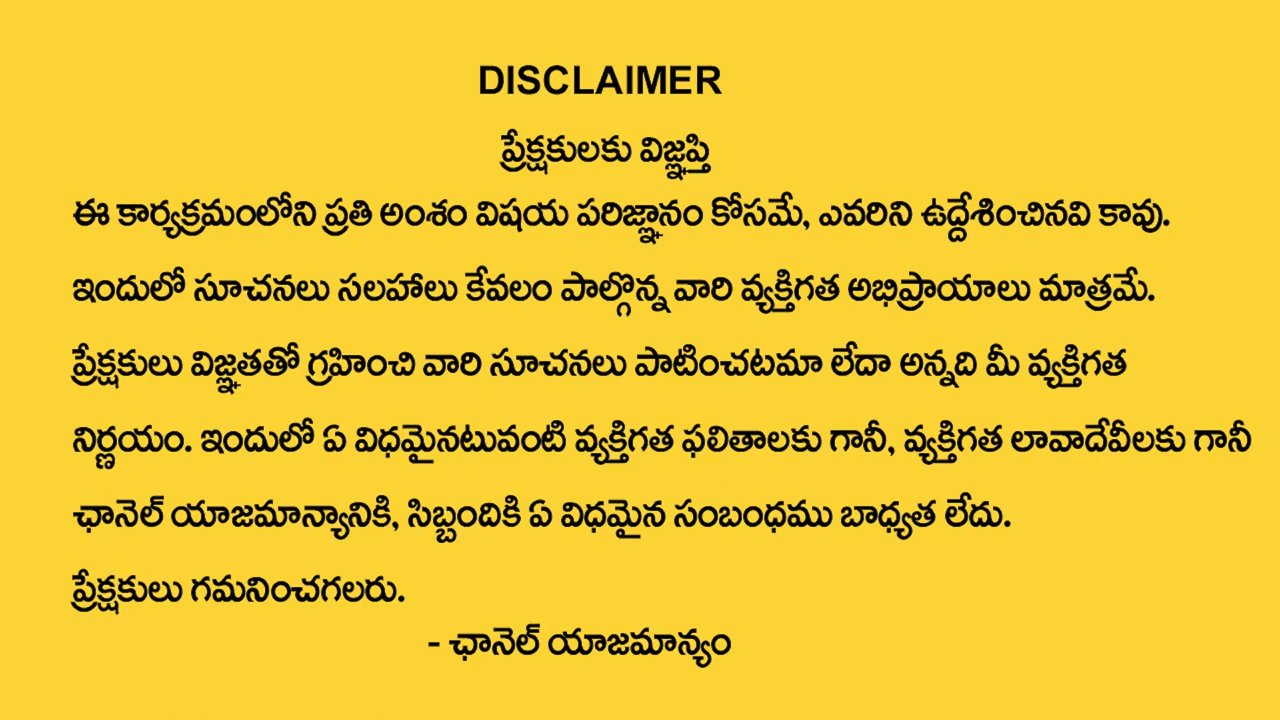 DISCLAIMER
ప్రేక్షకులకు విజ్ఞప్తి
ఈ కార్యక్రమంలోని ప్రతి అంశం విషయ పరిజ్ఞానం కోసమే, ఎవరిని ఉద్దేశించినవి కావు.
ఇందులో సూచనలు సలహాలు కేవలం పాల్గొన్న వారి వ్యక్తిగత అభిప్రాయాలు మాత్రమే.
ప్రేక్షకులు విజ్ఞతతో గ్రహించి వారి సూచనలు పాటించటమా లేదా అన్నది మీ వ్యక్తిగత
నిర్ణయం. ఇందులో ఏ విధమైనటువంటి వ్యక్తిగత ఫలితాలకు గానీ, వ్యక్తిగత లావాదేవీలకు గానీ
ఛానెల్ యాజమాన్యానికి, సిబ్బందికి ఏ విధమైన సంబంధము బాధ్యత లేదు.
ప్రేక్షకులు గమనించగలరు.
- ఛానెల్ యాజమాన్యం